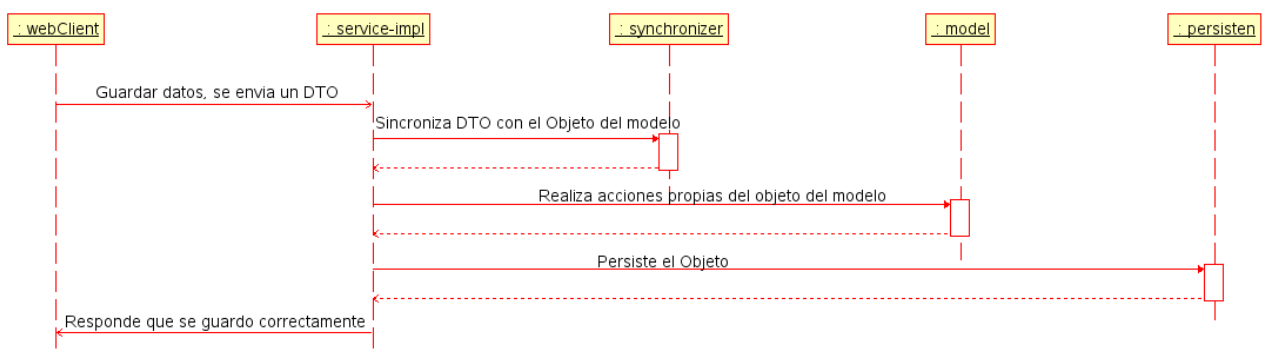 : webClient
: service-impl
: synchronizer
: model
: persisten
Guardar datos, se envia un DTO
Sincroniza DTO con el Objeto del modelo
Realiza acciones propias del objeto del modelo
Persiste el Objeto
Responde que se guardo correctamente